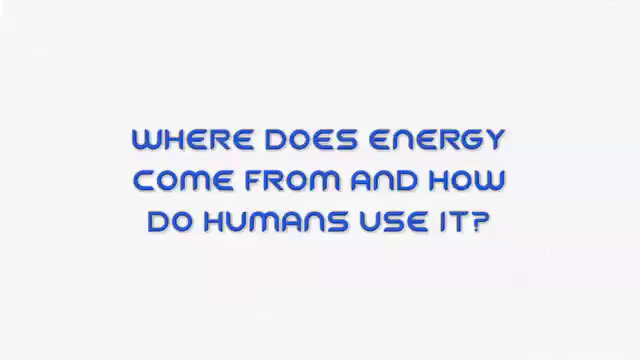 WHERE DOES ENERGY
COME FROM AND HOW
DO HUMANS USE IT?